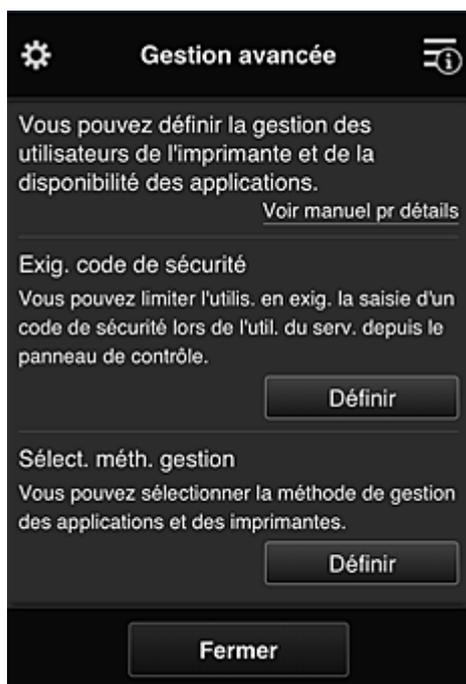 Gestion avancée
Vous pouvez définir la gestion des
utilisateurs de l'imprimante et de la
disponibilité des applications.
Voir manuel pr détails
Exig. code de sécurité
Vous pouvez limiter l'utilis. en exig. la saisie d'un
code de sécurité lors de l'util. du serv. depuis le
panneau de contrôle.
Définir
Sélect. méth. gestion
Vous pouvez sélectionner la méthode de gestion
des applications et des imprimantes.
Définir
Fermer